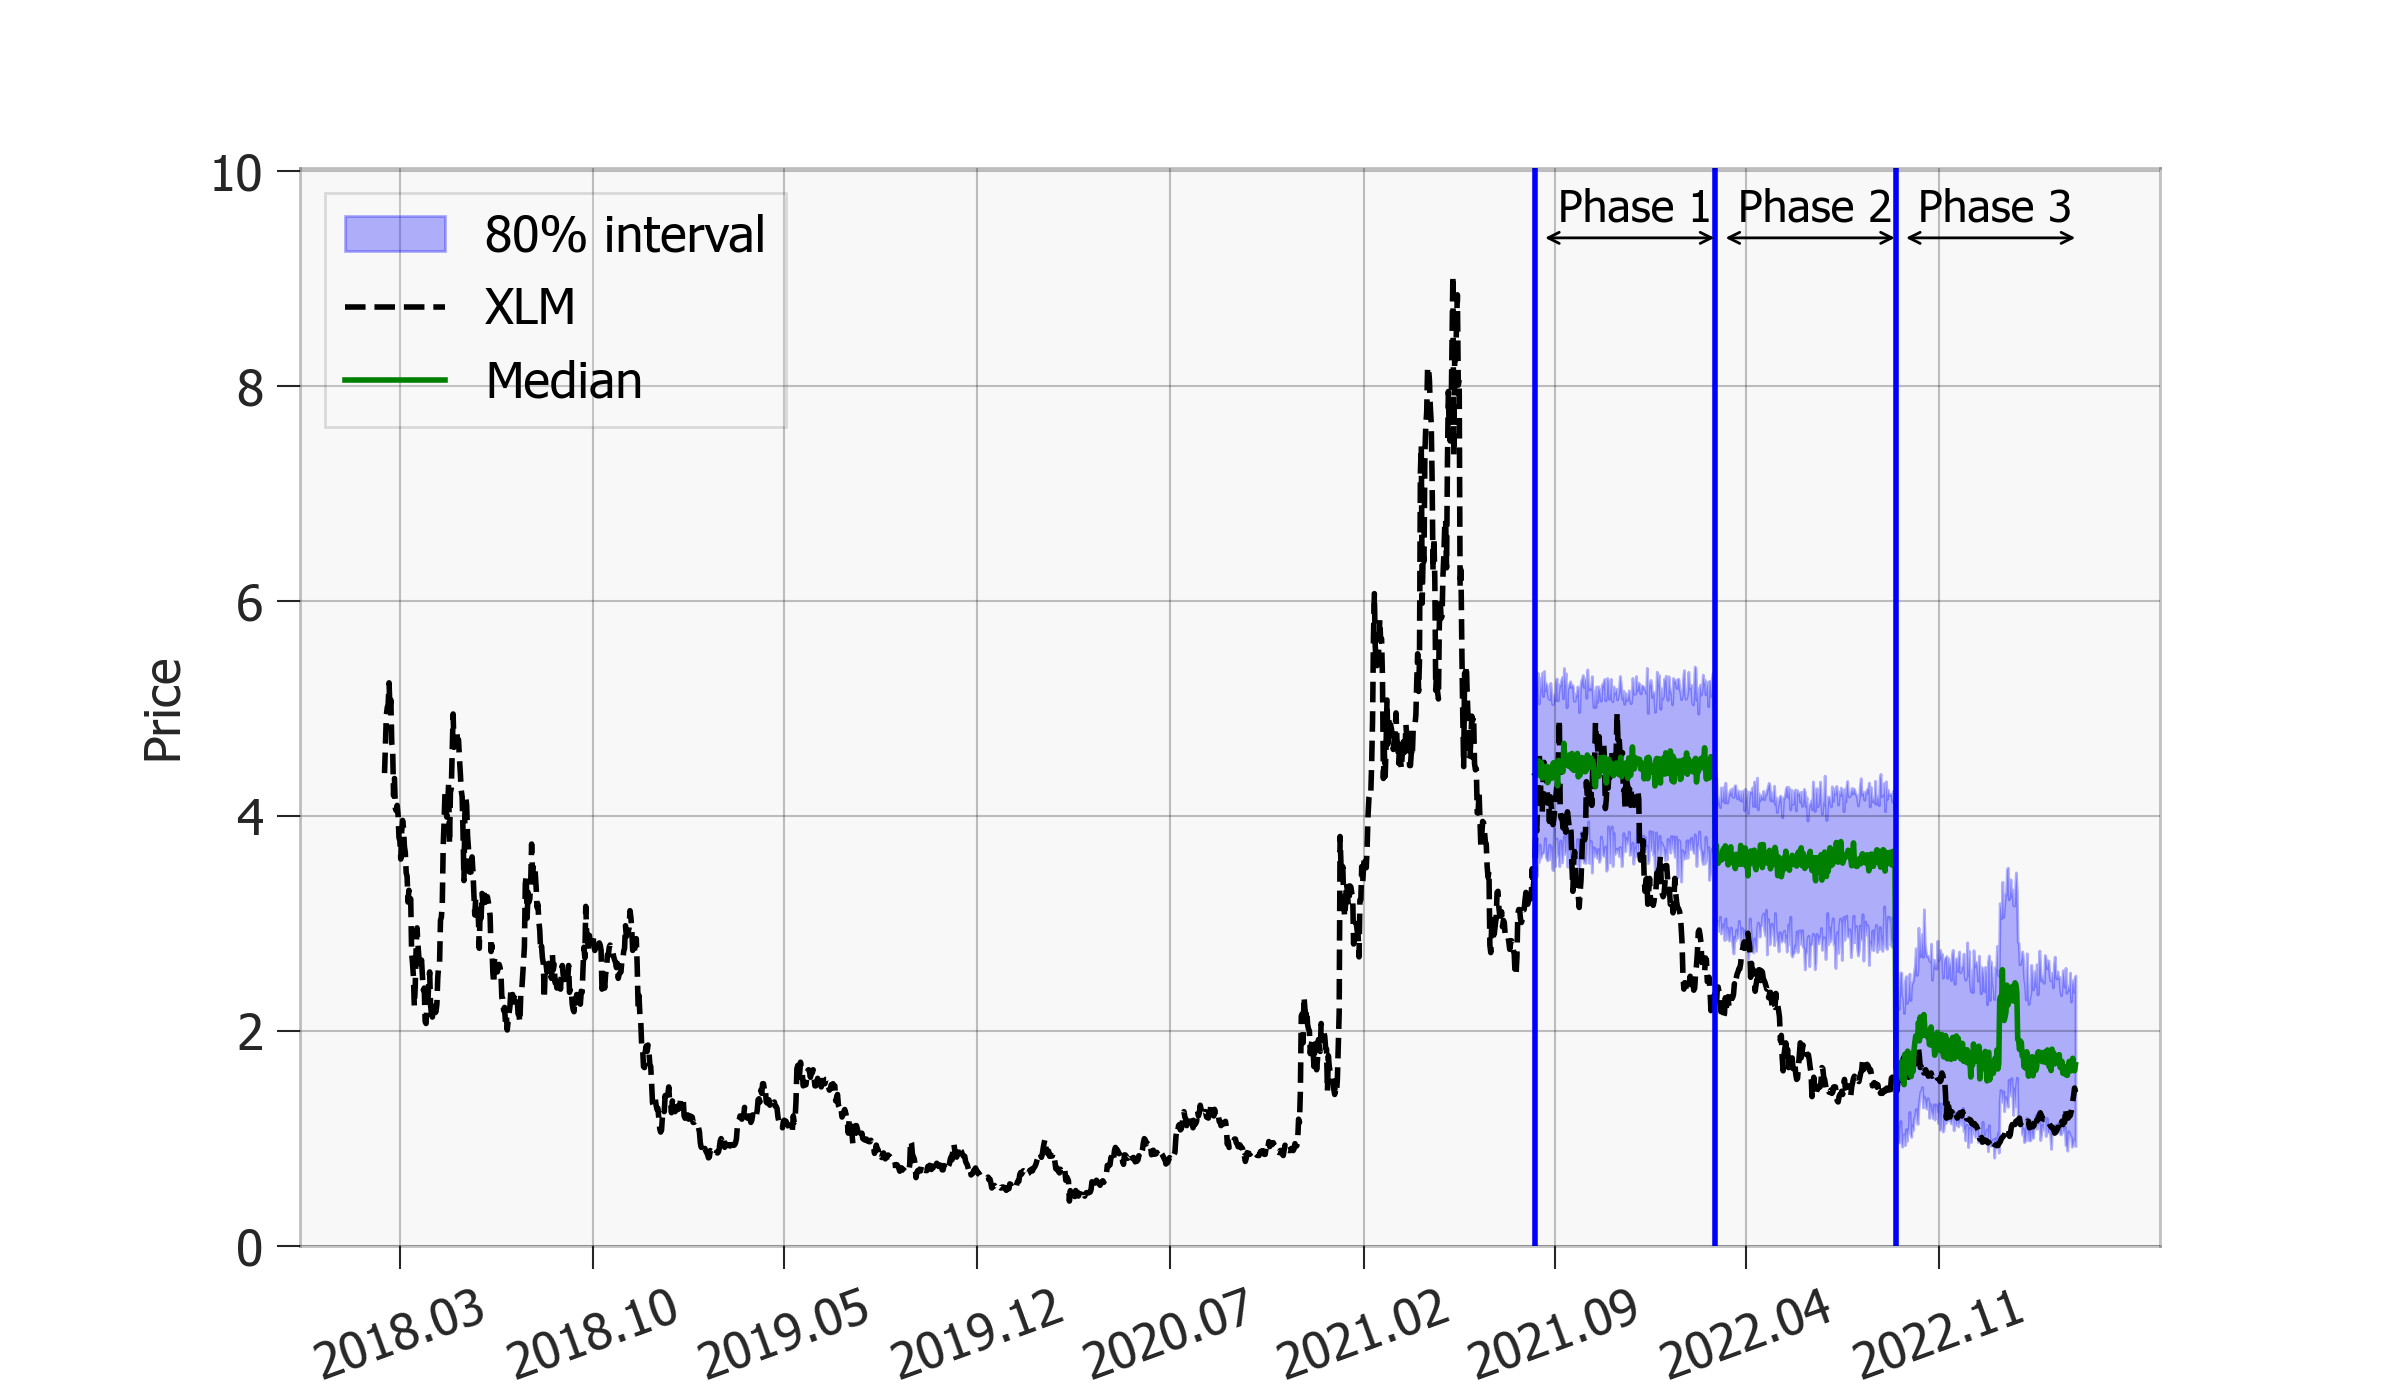 10
8
6
4
2
0
Price
80% interval
XLM
Median
Phase 1
Phase 2
Phase 3
2018.03
2018.10
2019.05
2019.12
2020.07
2021.02
2021.09
2022.04
2022.11